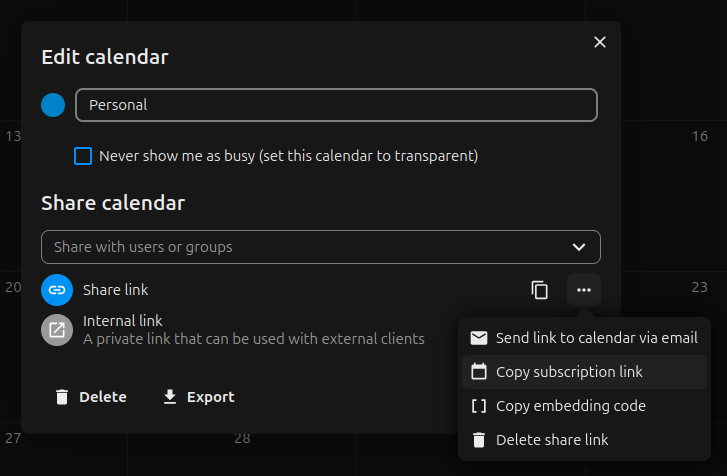 Edit calendar
Personal
13
16
Never show me as busy (set this calendar to transparent)
Share calendar
Share with users or groups
20
Share link
23
Internal link
A private link that can be used with external clients
Send link to calendar via email
Copy subscription link
Delete
Export
Copy embedding code
27
28
Delete share link